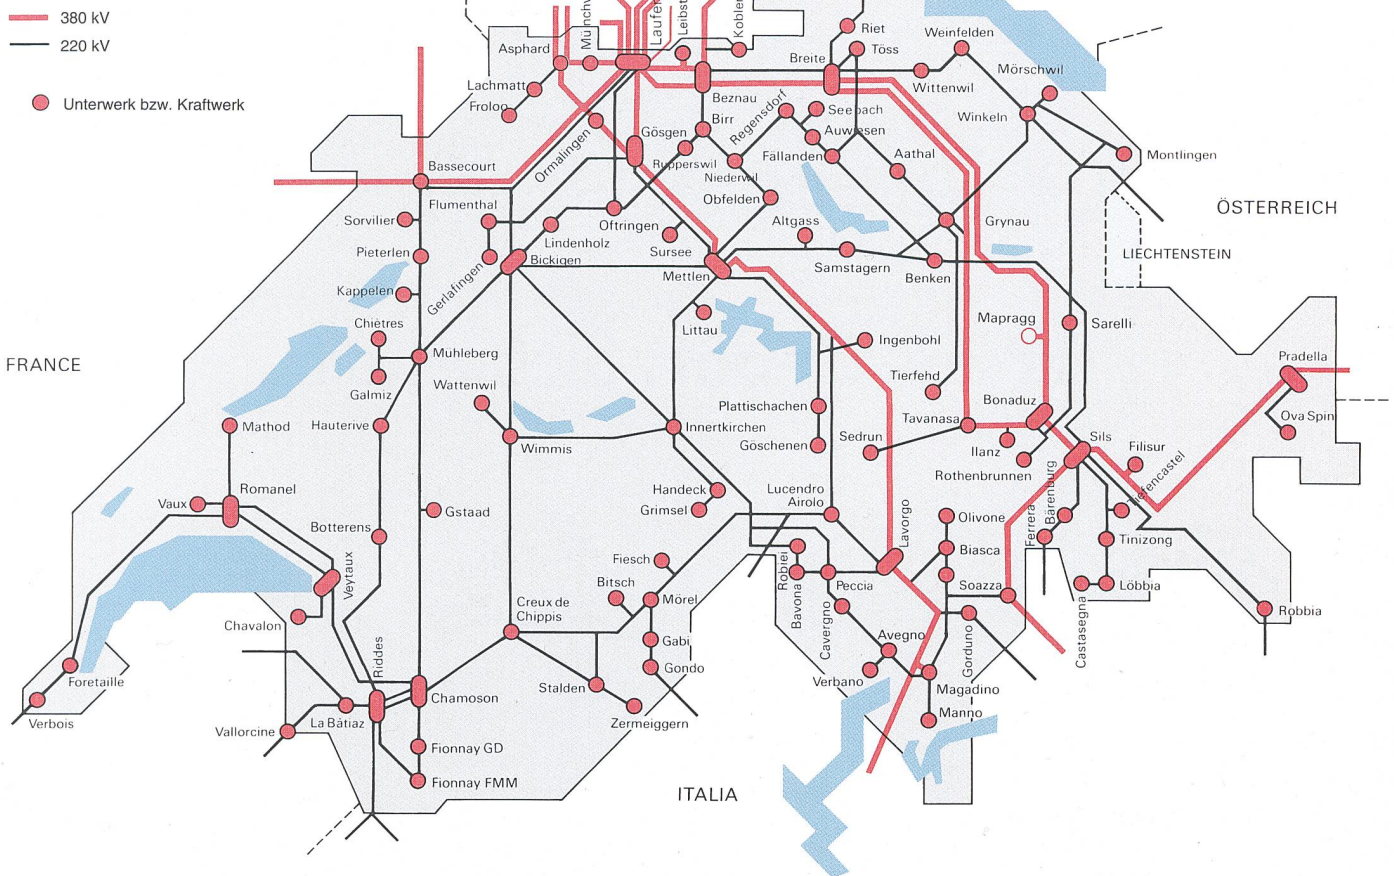 380 kV
220 kV
Unterwerk bzw. Kraftwerk
Asphard
Riet
Töss
Weinfelden
Breite
Mörschwil
Lachmatt
Wittenwil
Beznau
Froloo
Regensdorf
Seebach
Winkeln
Birr
Gösgen
Auwiesen
Ormalingen
Rupperswil
Fällanden
Aathal
Montlingen
Bassecourt
Niederwil
Obfelden
Flumenthal
ÖSTERREICH
Sorvilier
Oftringen
Altgass
Grynau
Lindenholz
Sursee
Pieterlen
Bickigen
LIECHTENSTEIN
Samstagern
Mettlen
Benken
Kappelen
Gerlafingen
Mapragg
Chiètres
Littau
Sarelli
Ingenbohl
FRANCE
Mühleberg
Pradella
Tierfehd
Wattenwil
Galmiz
Bonaduz
Plattischachen
Ova Spin
Mathod
Hauterive
Innertkirchen
Tavanasa
Göschenen
Sedrun
Sils
Wimmis
Ilanz
Filisur
Rothenbrunnen
Tiefencastel
Romanel
Handeck
Lucendro
Airolo
Vaux
Grimsel
Gstaad
Lavorgo
Olivone
Ferrera
Bärenburg
Botterens
Tinizong
Biasca
Fiesch
Veytaux
Robiei
Bitsch
Peccia
Soazza
Löbbia
Mörel
Bavona
Creux de
Chippis
Chavalon
Cavergno
Robbia
Castasegna
Gabi
Avegno
Gorduno
Riddes
Gondo
Foretaille
Verbano
Stalden
Magadino
Chamoson
Manno
Verbois
La Bâtiaz
Zermeiggern
Vallorcine
Fionnay GD
Fionnay FMM
ITALIA